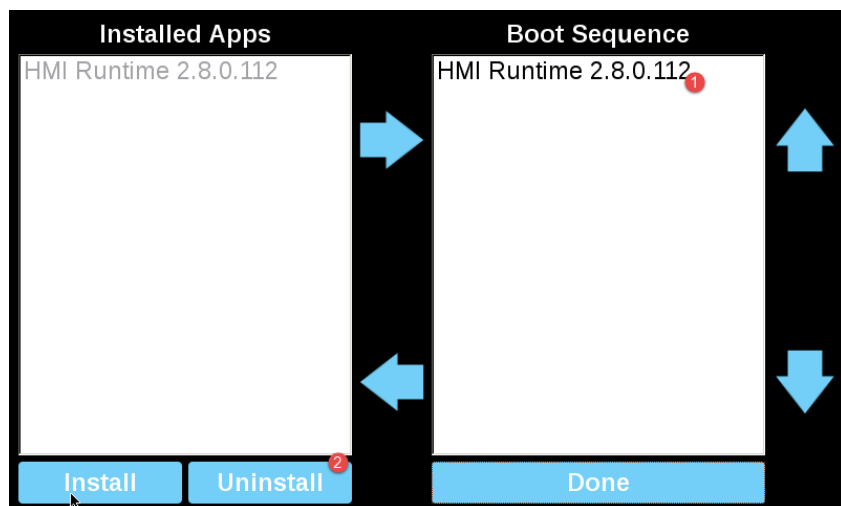 Installed Apps
Boot Sequence
HMI Runtime 2.8.0.112
HMI Runtime 2.8.0.112
1
2
Install
Uninstall
Done